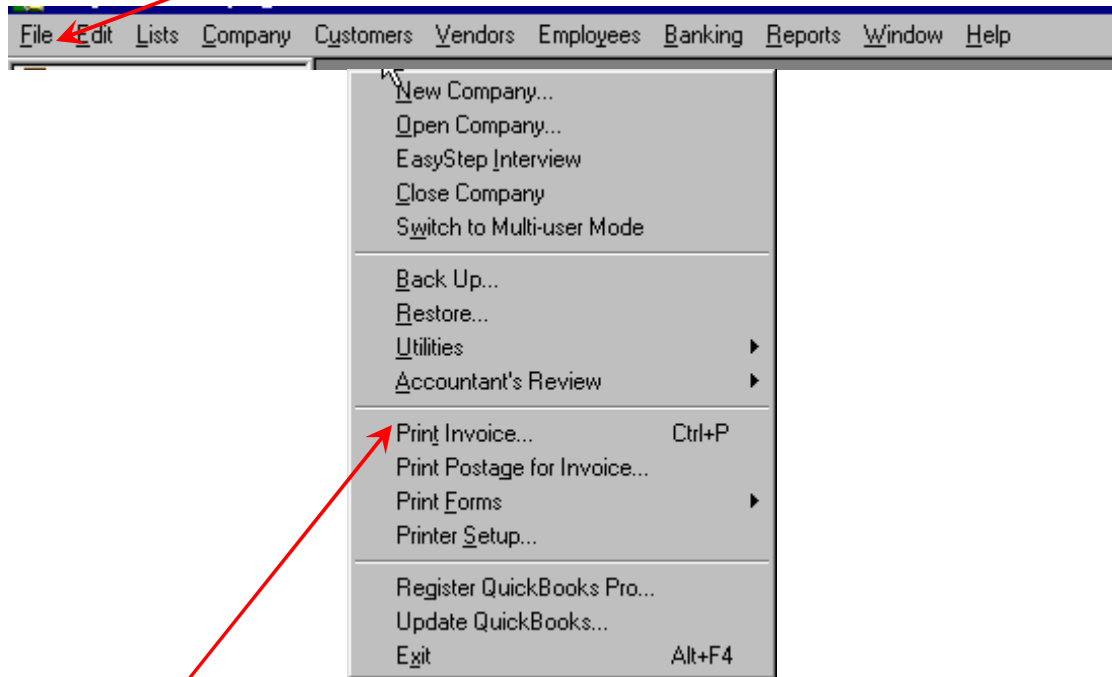 File Edit Lists Company Customers Vendors Employees Banking Reports Window Help
New Company...
Open Company...
EasyStep Interview
Close Company
Switch to Multi-user Mode
Back Up...
Restore...
Utilities
Accountant's Review
Print Invoice... Ctrl+P
Print Postage for Invoice...
Print Forms
Printer Setup...
Register QuickBooks Pro...
Update QuickBooks...
Exit Alt+F4